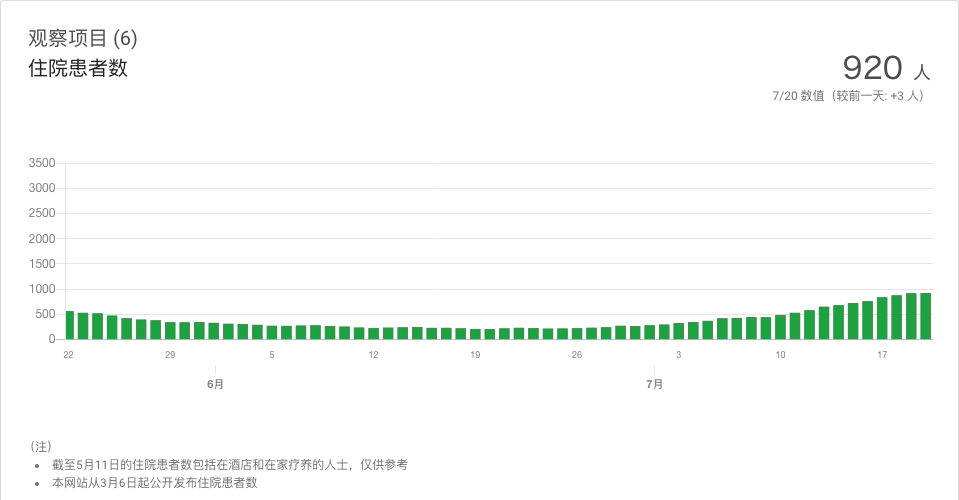 观察项目 (6)
住院患者数
920 人
7/20 数值（较前一天: +3 人）
3500
3000
2500
2000
1500
1000
500
0
22 29 5 12 19 26 3 10 17
6月 7月
（注）
• 截至5月11日的住院患者数包括在酒店和在家疗养的人士，仅供参考
• 本网站从3月6日起公开发布住院患者数